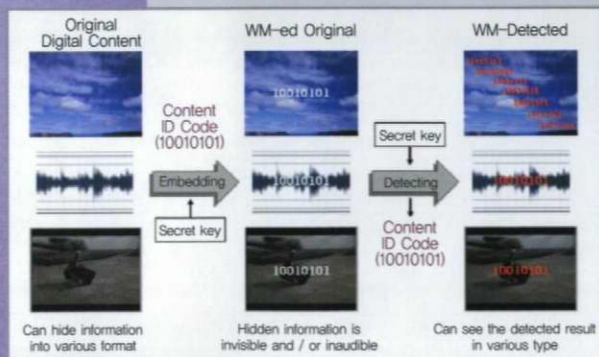 Original
Digital Content
WM-ed Original
WM-Detected
10010101
Content
ID Code
(10010101)
Embedding
Secret key
10010101
10010101
Secret key
Detecting
Content
ID Code
(10010101)
10010101
10010101
Can hide information
into various format
Hidden information is
invisible and / or inaudible
Can see the detected result
in various type